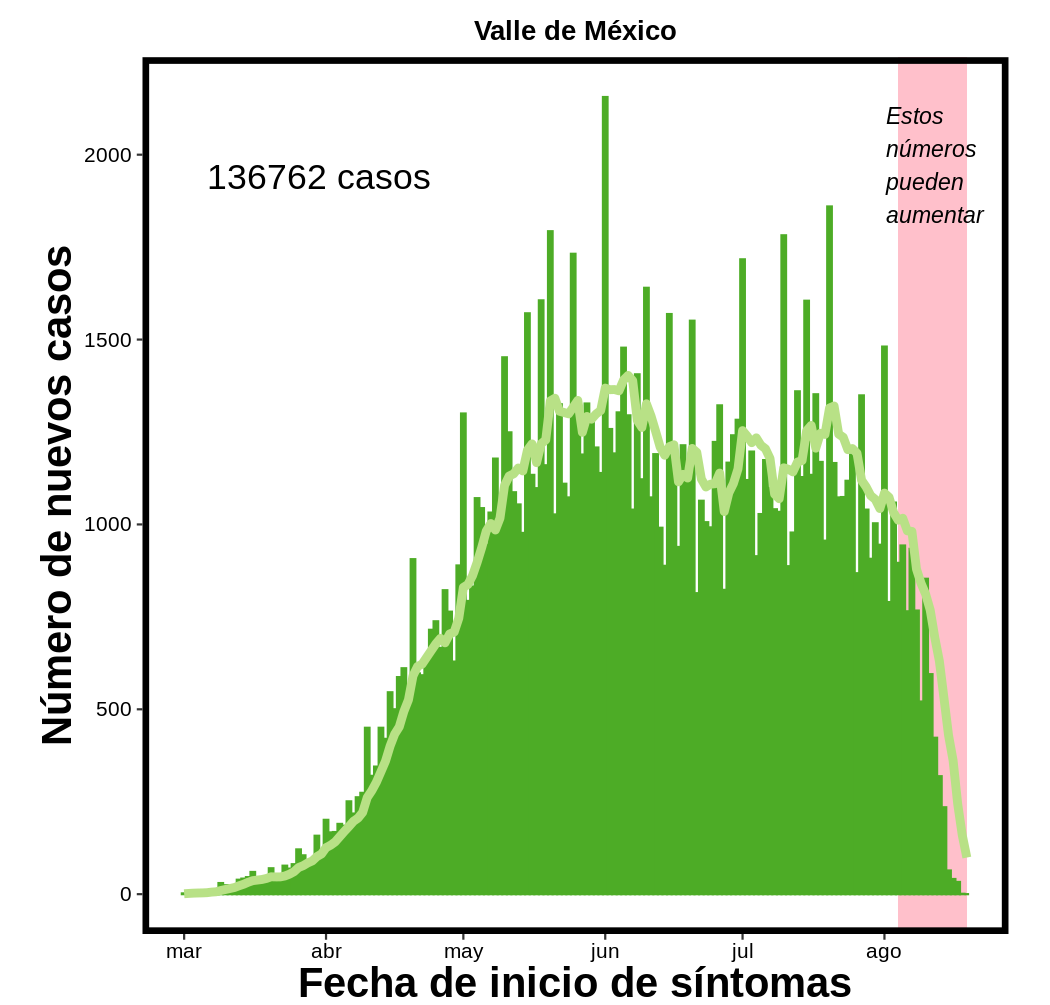 Valle de México
Estos
números
pueden
aumentar
136762 casos
Número de nuevos casos
2000
1500
1000
500
0
mar abr may jun jul ago
Fecha de inicio de síntomas